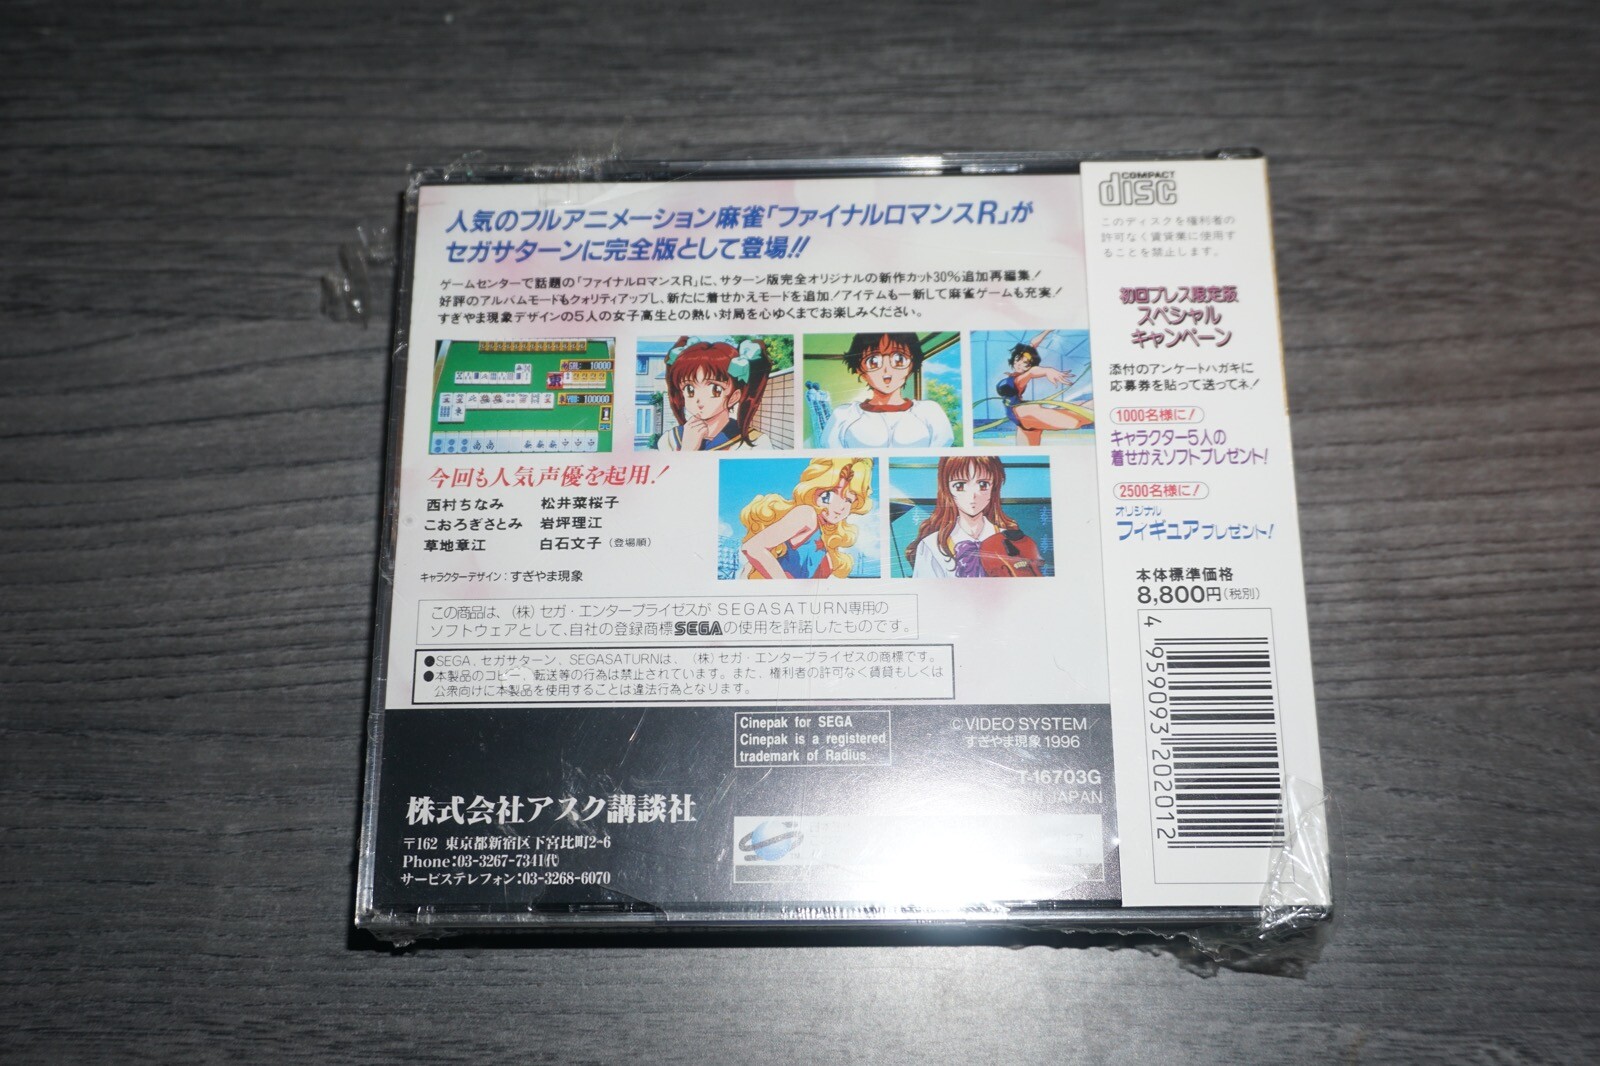 人気のフルアニメーション麻雀「ファイナルロマンスR」が
セガサターンに完全版として登場!!
ゲームセンターで話題の「ファイナルロマンスR」に、サターン版完全オリジナルの新作カット30%追加再編集!
好評のアルバムモードもクォリティアップし、新たに着せかえモードを追加!アイテムも一新して麻雀ゲームも充実!
すぎやま現象デザインの5人の女子高生との熱い対局を心ゆくまでお楽しみください。
10000
東
100000
今回も人気声優を起用!
西村ちなみ 松井菜桜子
こおろぎさとみ 岩坪理江
草地章江 白石文子(登場順)
キャラクターデザイン:すぎやま現象
この商品は、(株)セガ・エンタープライゼスがSEGASATURN専用の
ソフトウェアとして、自社の登録商標SEGAの使用を許諾したものです。
●SEGA、セガサターン、SEGASATURNは、(株)セガ・エンタープライゼスの商標です。
●本製品のコピー、転送等の行為は禁止されています。また、権利者の許可なく賃貸もしくは
公衆向けに本製品を使用することは違法行為となります。
Cinepak for SEGA
Cinepak is a registered
trademark of Radius.
©VIDEO SYSTEM
すぎやま現象 1996
T-16703G
IN JAPAN
株式会社アスク講談社
〒162 東京都新宿区下宮比町2-6
Phone:03-3267-7341(代)
サービステレフォン:03-3268-6070
COMPACT
disc
このディスクを権利者の
許可なく賃貸業に使用す
ることを禁止します。
初回プレス限定版
スペシャル
キャンペーン
添付のアンケートハガキに
応募券を貼って送ってネ!
1000名様に!
キャラクター5人の
着せかえソフトプレゼント!
2500名様に!
オリジナル
フィギュアプレゼント!
本体標準価格
8,800円(税別)
4 959093 202012